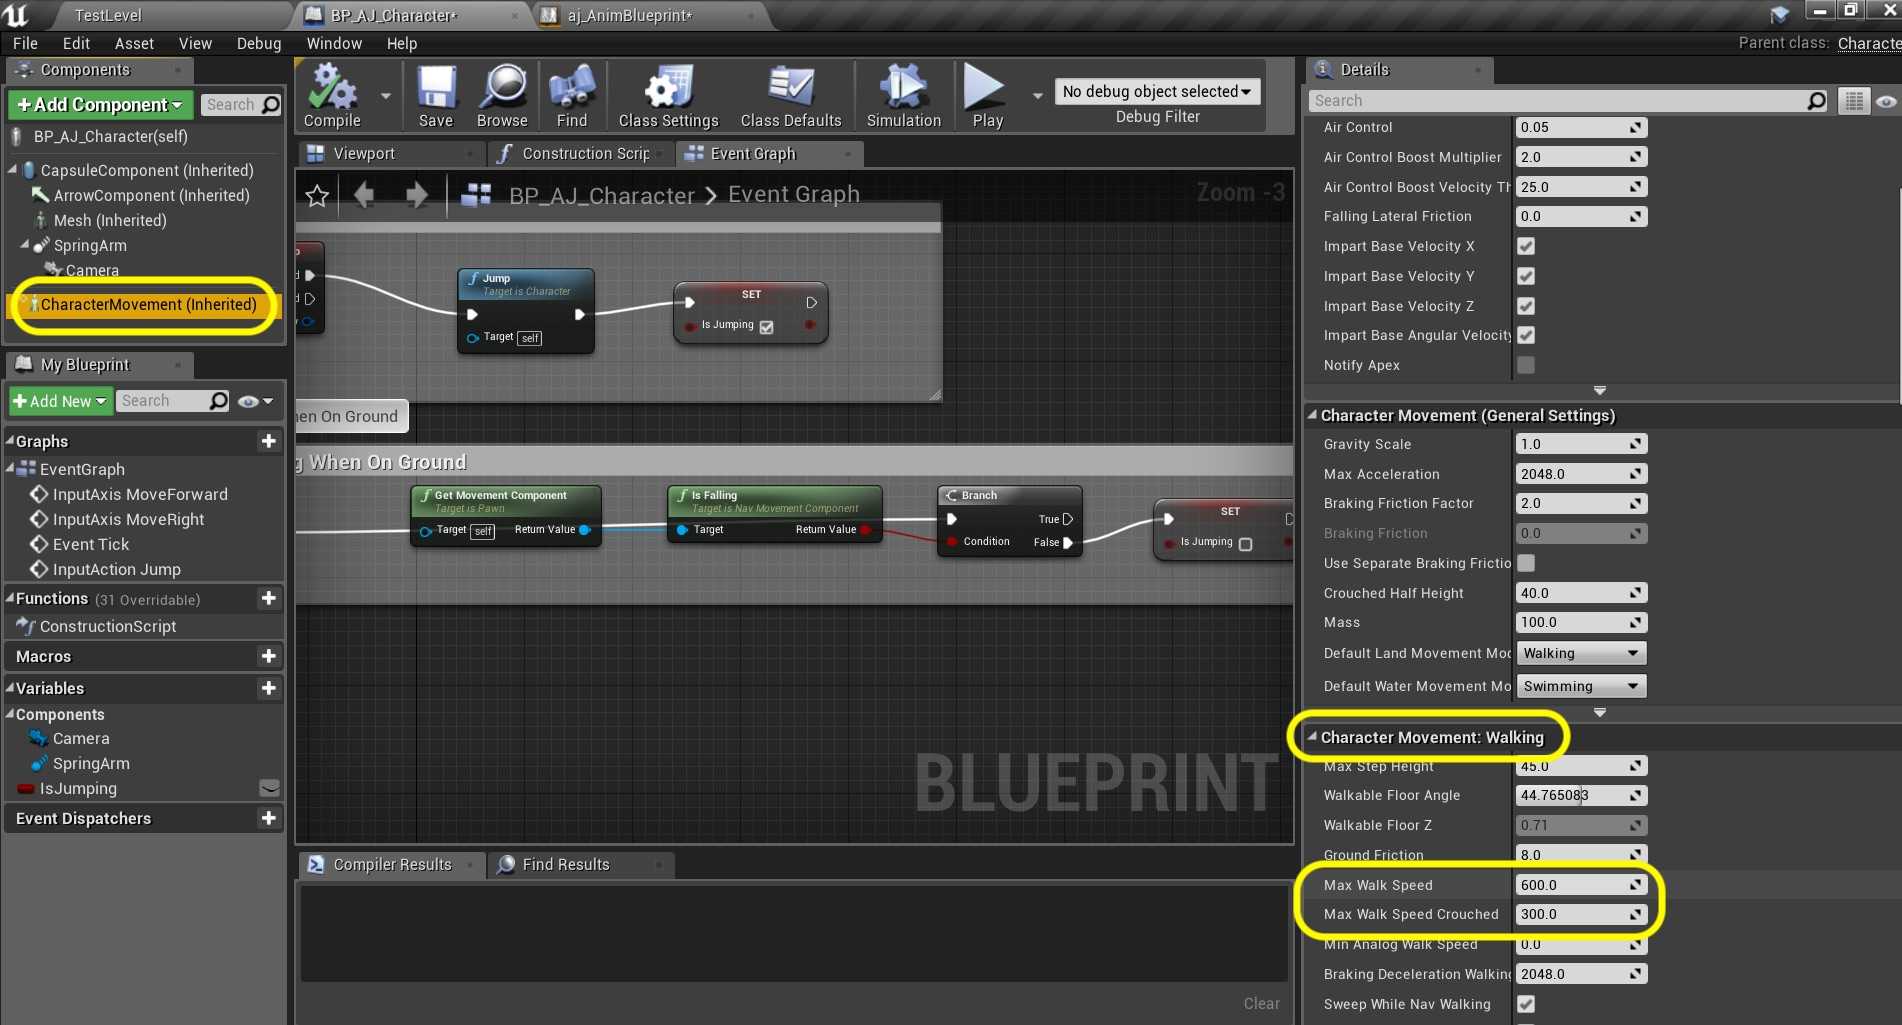 TestLevel
BP_AJ_Character*
aj_AnimBlueprint*
File Edit Asset View Debug Window Help
Parent class: Characte
Components
+Add Component
Search
BP_AJ_Character(self)
CapsuleComponent (Inherited)
ArrowComponent (Inherited)
Mesh (Inherited)
SpringArm
Camera
CharacterMovement (Inherited)
My Blueprint
+Add New
Search
Graphs
EventGraph
InputAxis MoveForward
InputAxis MoveRight
Event Tick
InputAction Jump
Functions (31 Overridable)
ConstructionScript
Macros
Variables
Components
Camera
SpringArm
IsJumping
Event Dispatchers
Compile
Save
Browse
Find
Class Settings
Class Defaults
Simulation
Play
No debug object selected
Debug Filter
Viewport
Construction Scrip
Event Graph
BP_AJ_Character > Event Graph
Zoom -3
p
d
d
r
f Jump
Target is Character
Target self
SET
Is Jumping
hen On Ground
g When On Ground
f Get Movement Component
Target is Pawn
Target self Return Value
f Is Falling
Target is Nav Movement Component
Target Return Value
Branch
True
Condition False
SET
Is Jumping
BLUEPRINT
Compiler Results
Find Results
Clear
Details
Search
Air Control 0.05
Air Control Boost Multiplier 2.0
Air Control Boost Velocity Th 25.0
Falling Lateral Friction 0.0
Impart Base Velocity X
Impart Base Velocity Y
Impart Base Velocity Z
Impart Base Angular Velocity
Notify Apex
Character Movement (General Settings)
Gravity Scale 1.0
Max Acceleration 2048.0
Braking Friction Factor 2.0
Braking Friction 0.0
Use Separate Braking Frictio
Crouched Half Height 40.0
Mass 100.0
Default Land Movement Mod Walking
Default Water Movement Mo Swimming
Character Movement: Walking
Max Step Height 45.0
Walkable Floor Angle 44.765083
Walkable Floor Z 0.71
Ground Friction 8.0
Max Walk Speed 600.0
Max Walk Speed Crouched 300.0
Min Analog Walk Speed 0.0
Braking Deceleration Walking 2048.0
Sweep While Nav Walking